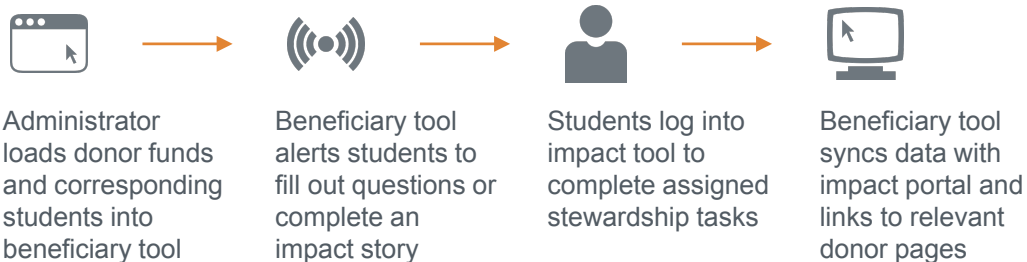 Administrator
loads donor funds
and corresponding
students into
beneficiary tool
Beneficiary tool
alerts students to
fill out questions or
complete an
impact story
Students log into
impact tool to
complete assigned
stewardship tasks
Beneficiary tool
syncs data with
impact portal and
links to relevant
donor pages